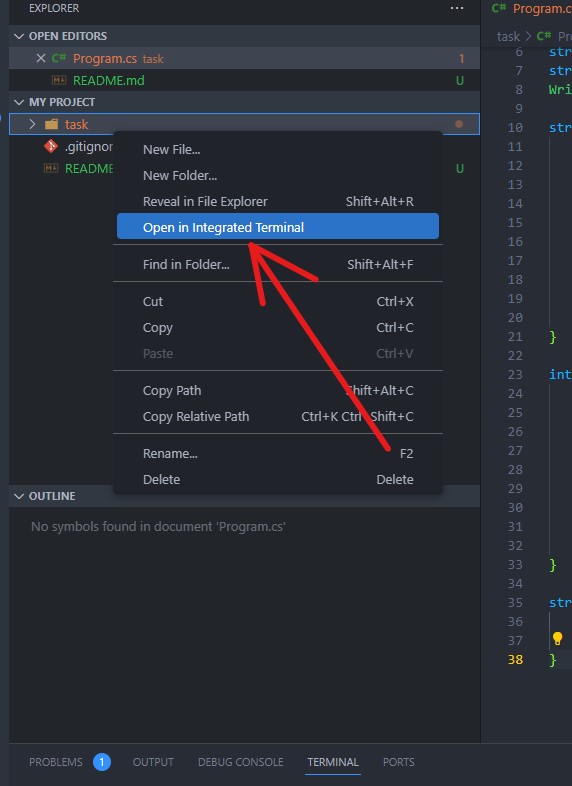 EXPLORER
C# Program.c
OPEN EDITORS
task > C#
Program.cs task 1
README.md U
MY PROJECT
task
.gitignor
README U
New File...
New Folder...
Reveal in File Explorer Shift+Alt+R
Open in Integrated Terminal
Find in Folder... Shift+Alt+F
Cut Ctrl+X
Copy Ctrl+C
Paste Ctrl+V
Copy Path Shift+Alt+C
Copy Relative Path Ctrl+K Ctrl+Shift+C
Rename... F2
Delete Delete
OUTLINE
No symbols found in document 'Program.cs'
6 str
7 str
8 Wri
9
10 str
11
12
13
14
15
16
17
18
19
20
21 }
22
23 int
24
25
26
27
28
29
30
31
32
33 }
34
35 str
36
37
38 }
PROBLEMS 1 OUTPUT DEBUG CONSOLE TERMINAL PORTS